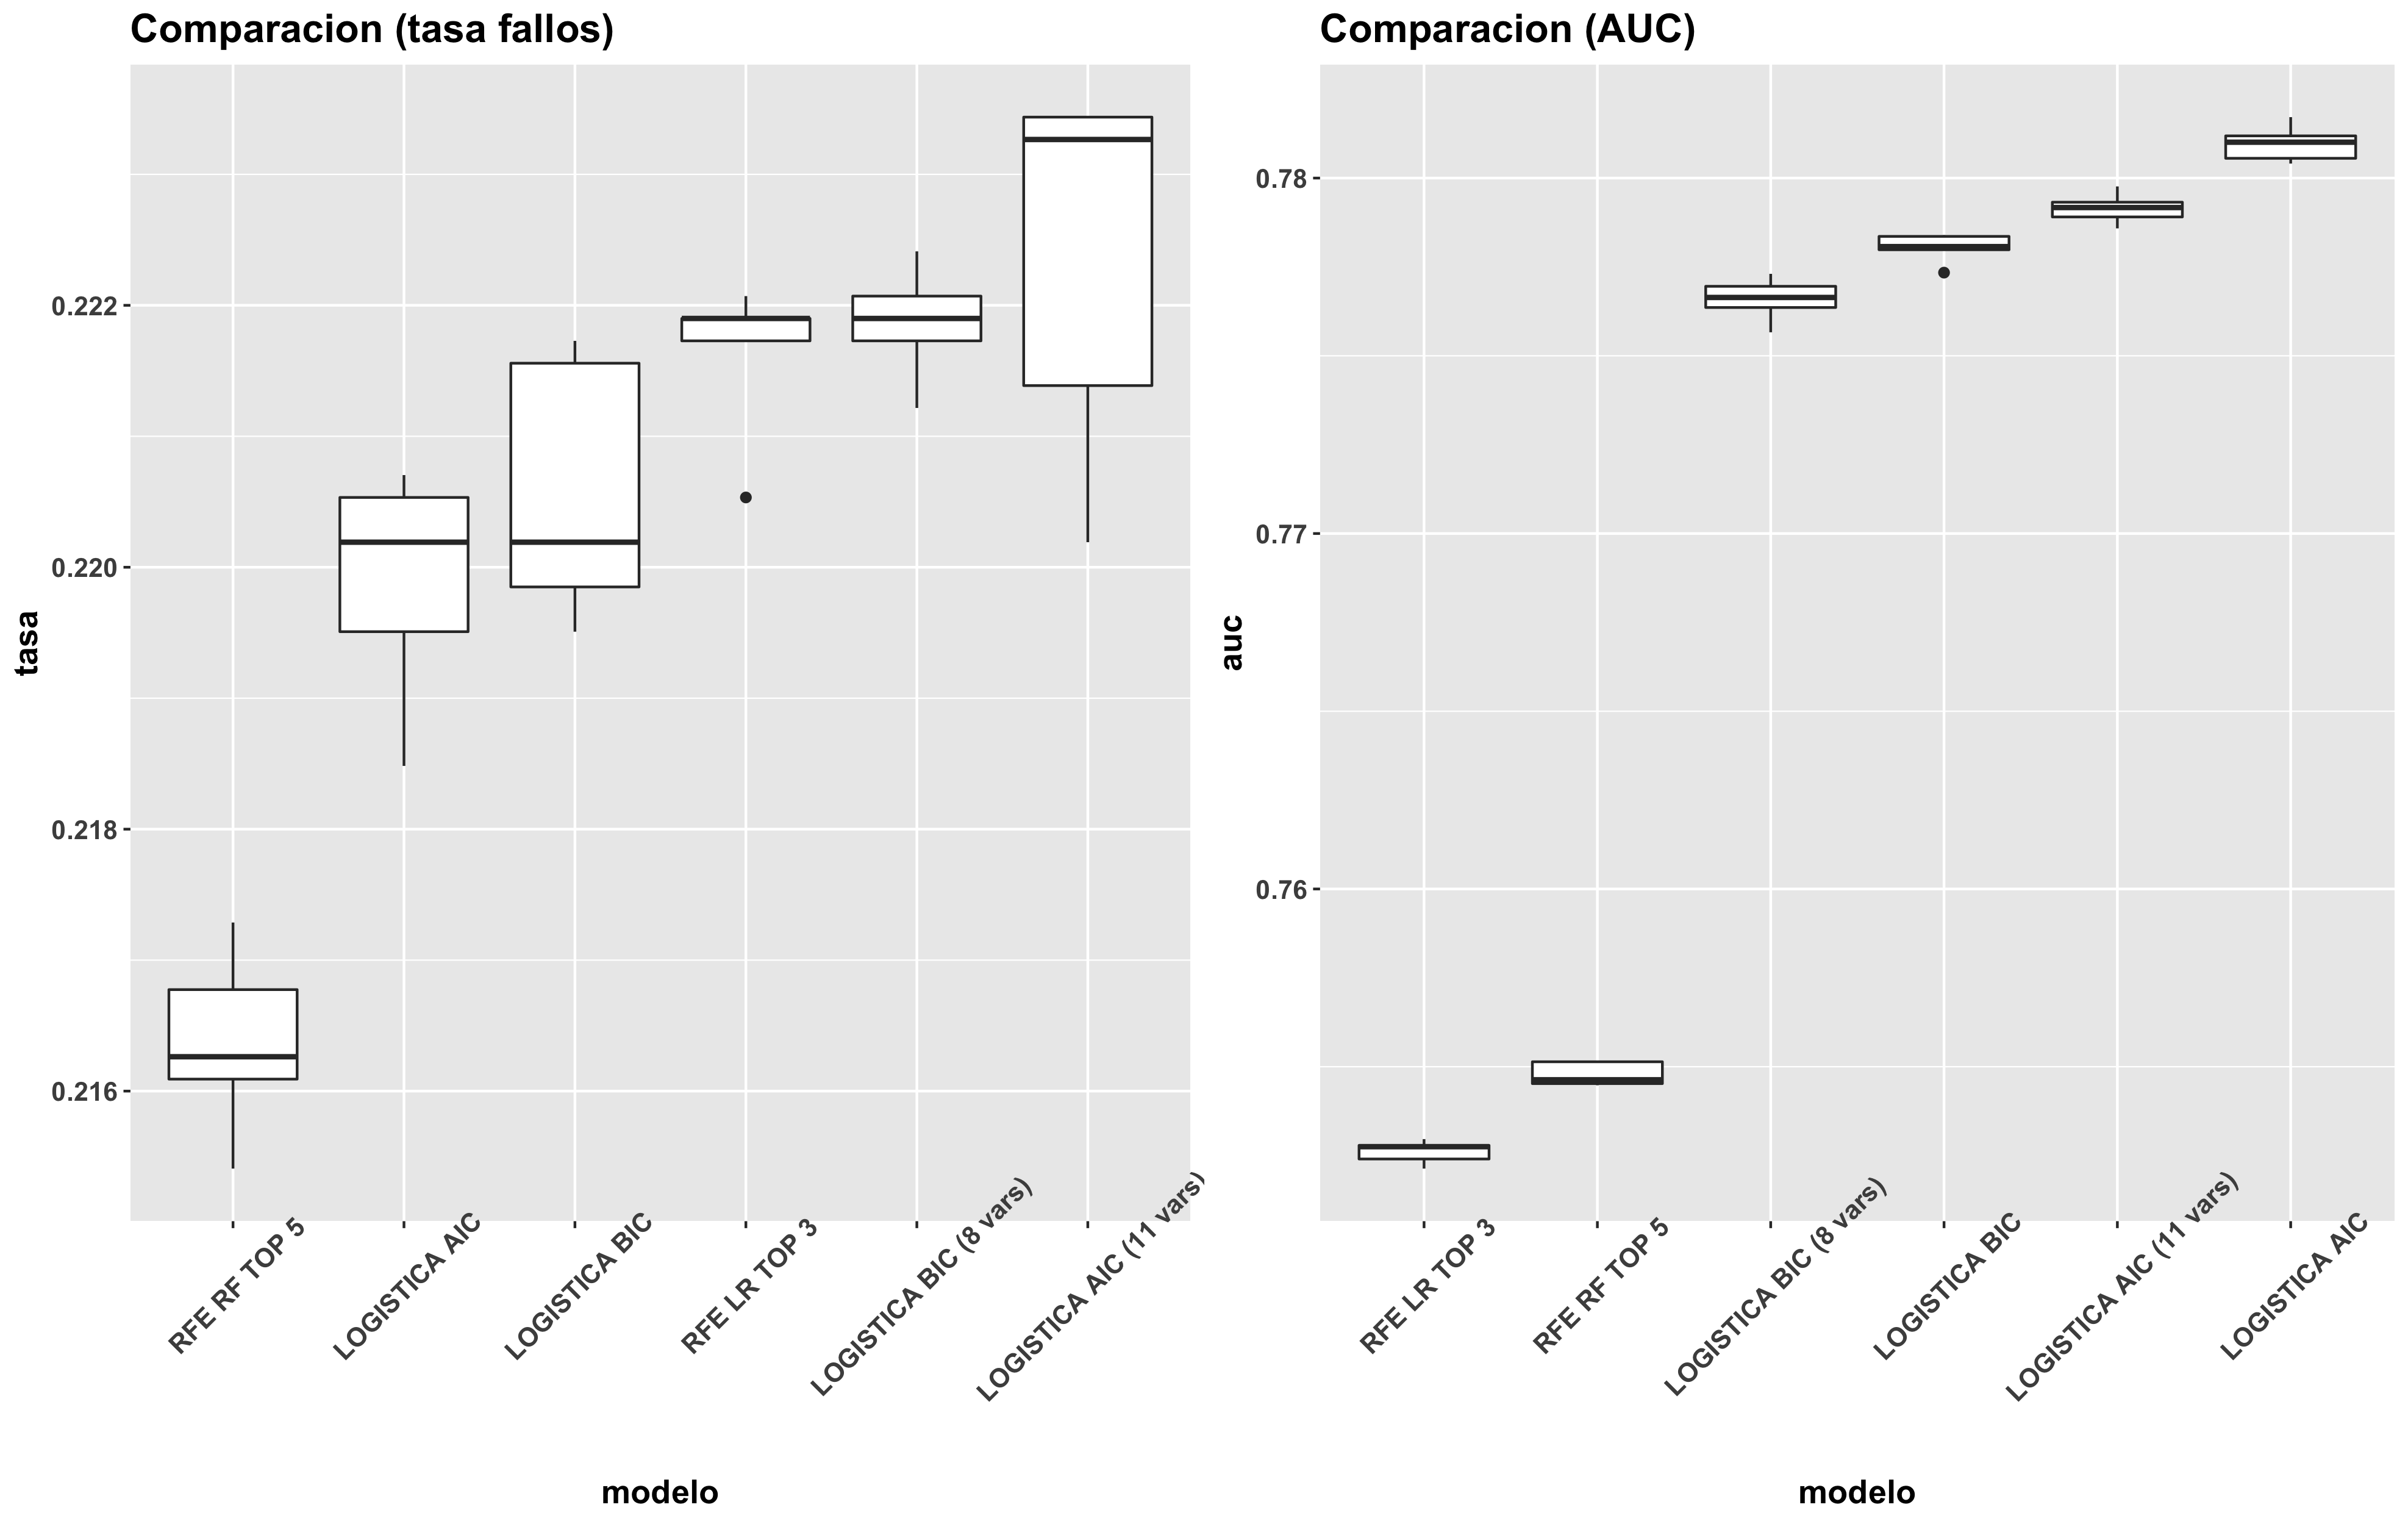 Comparacion (tasa fallos)
tasa
0.222
0.220
0.218
0.216
RFE RF TOP 5
LOGISTICA AIC
LOGISTICA BIC
RFE LR TOP 3
LOGISTICA BIC (8 vars)
LOGISTICA AIC (11 vars)
modelo
Comparacion (AUC)
auc
0.78
0.77
0.76
RFE LR TOP 3
RFE RF TOP 5
LOGISTICA BIC (8 vars)
LOGISTICA BIC
LOGISTICA AIC (11 vars)
LOGISTICA AIC
modelo